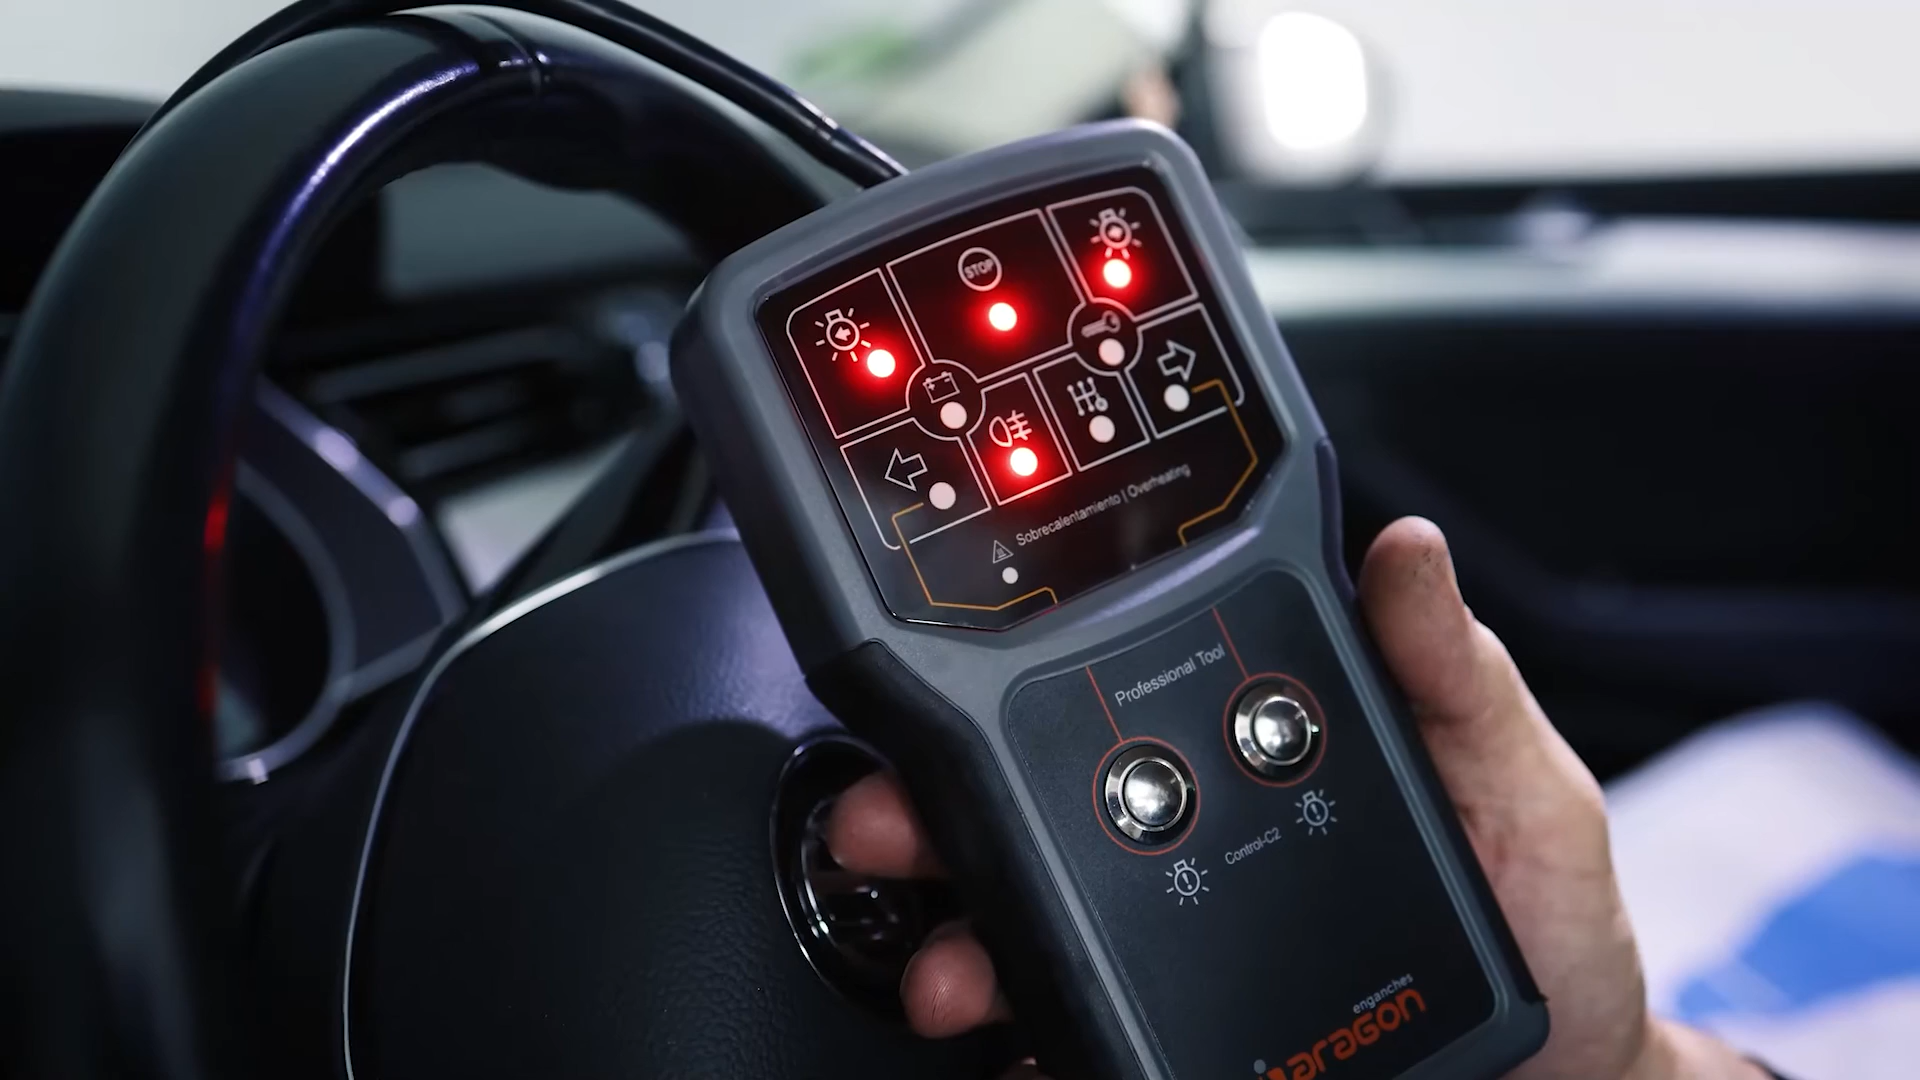 STOP
Sobrecalentamiento | Overheating
Professional Tool
Control-C2
enganches
aragon